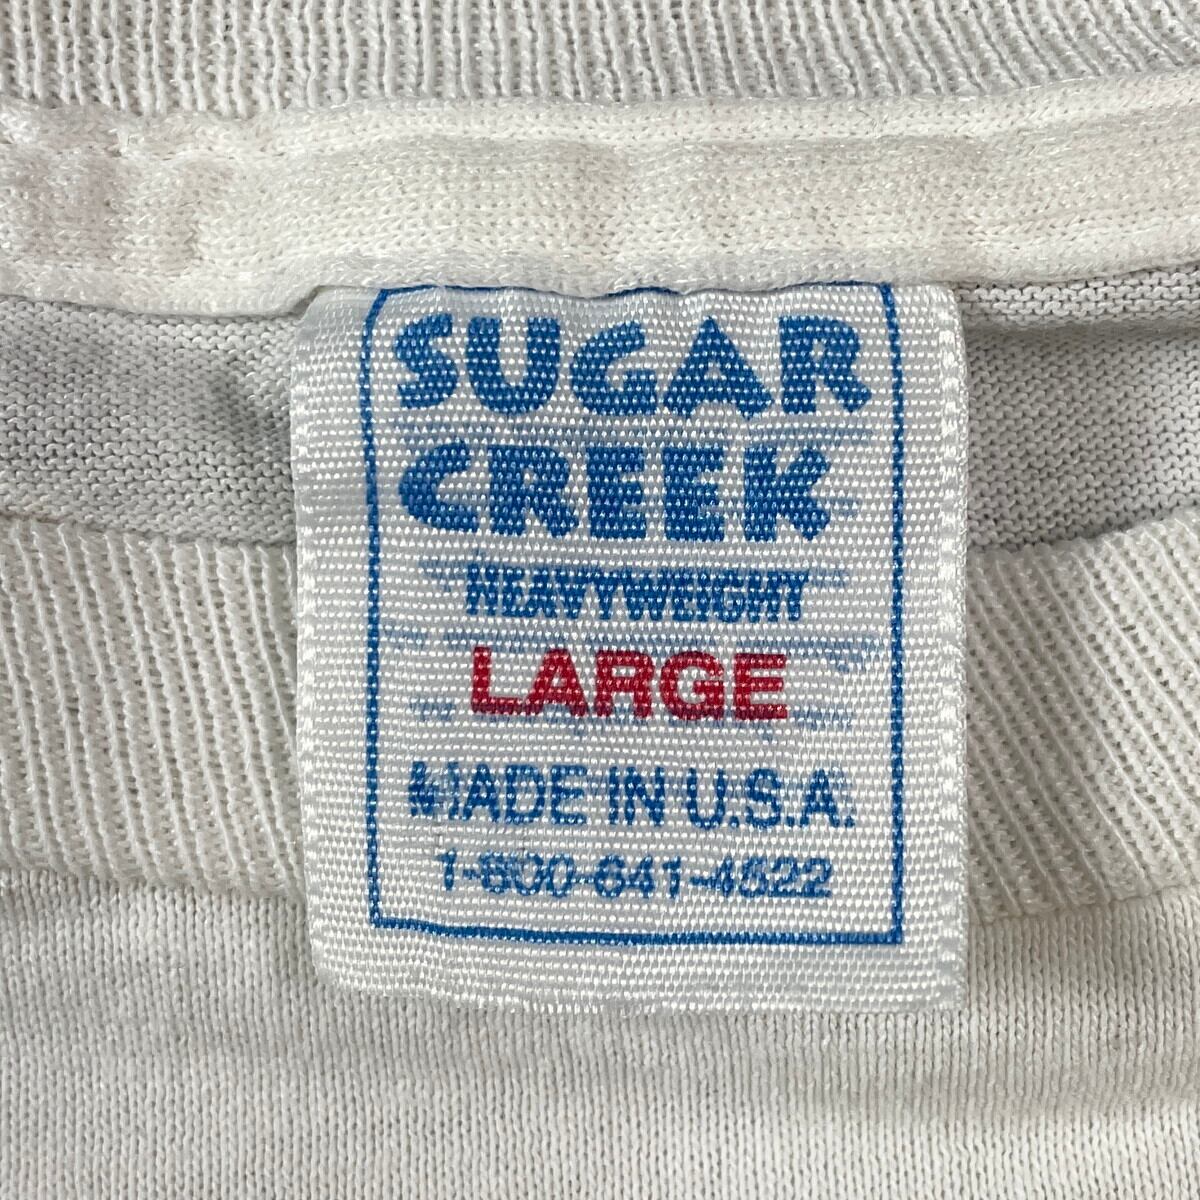 SUGAR
CREEK
HEAVYWEIGHT
LARGE
MADE IN U.S.A.
1-800-641-4522